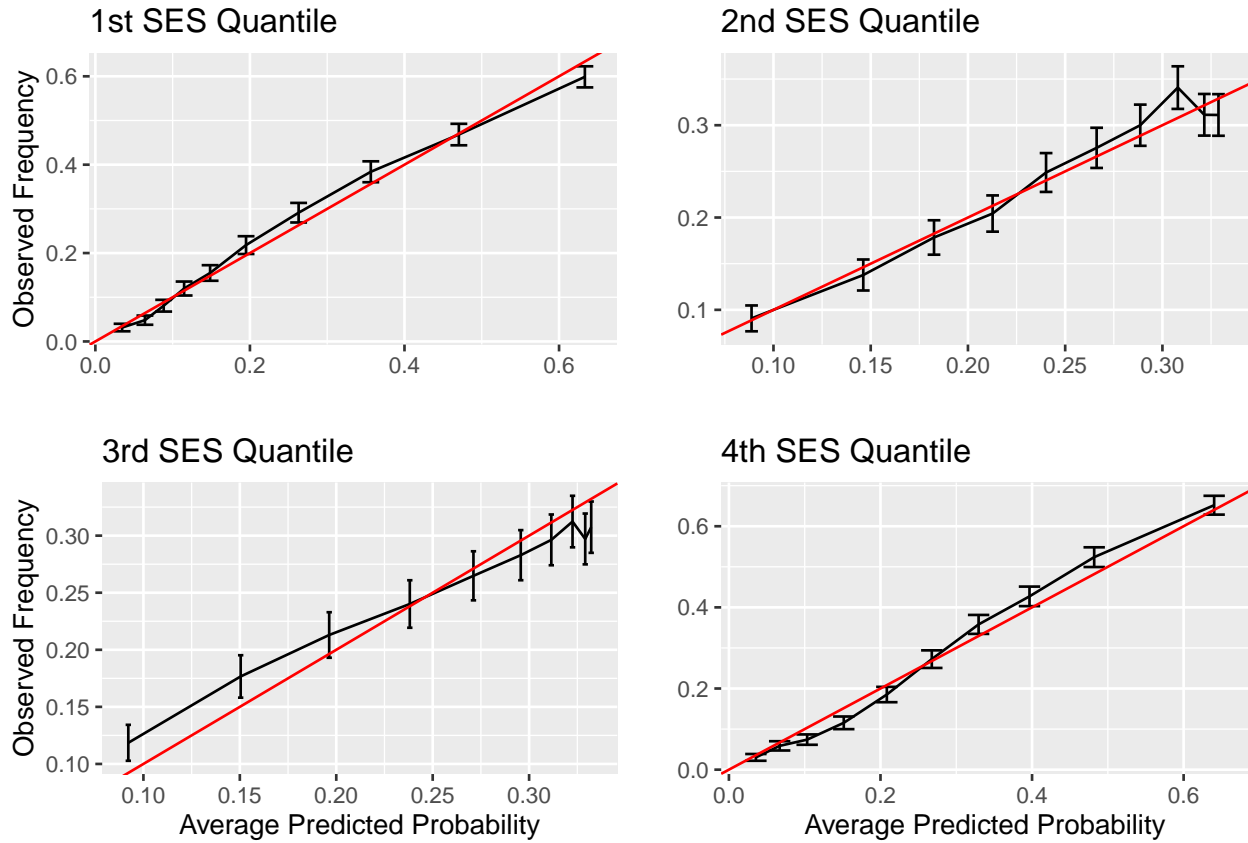 1st SES Quantile
Observed Frequency
0.6
0.4
0.2
0.0
0.0 0.2 0.4 0.6
2nd SES Quantile
0.3
0.2
0.1
0.10 0.15 0.20 0.25 0.30
3rd SES Quantile
Observed Frequency
0.30
0.25
0.20
0.15
0.10
0.10 0.15 0.20 0.25 0.30
Average Predicted Probability
4th SES Quantile
0.6
0.4
0.2
0.0
0.0 0.2 0.4 0.6
Average Predicted Probability